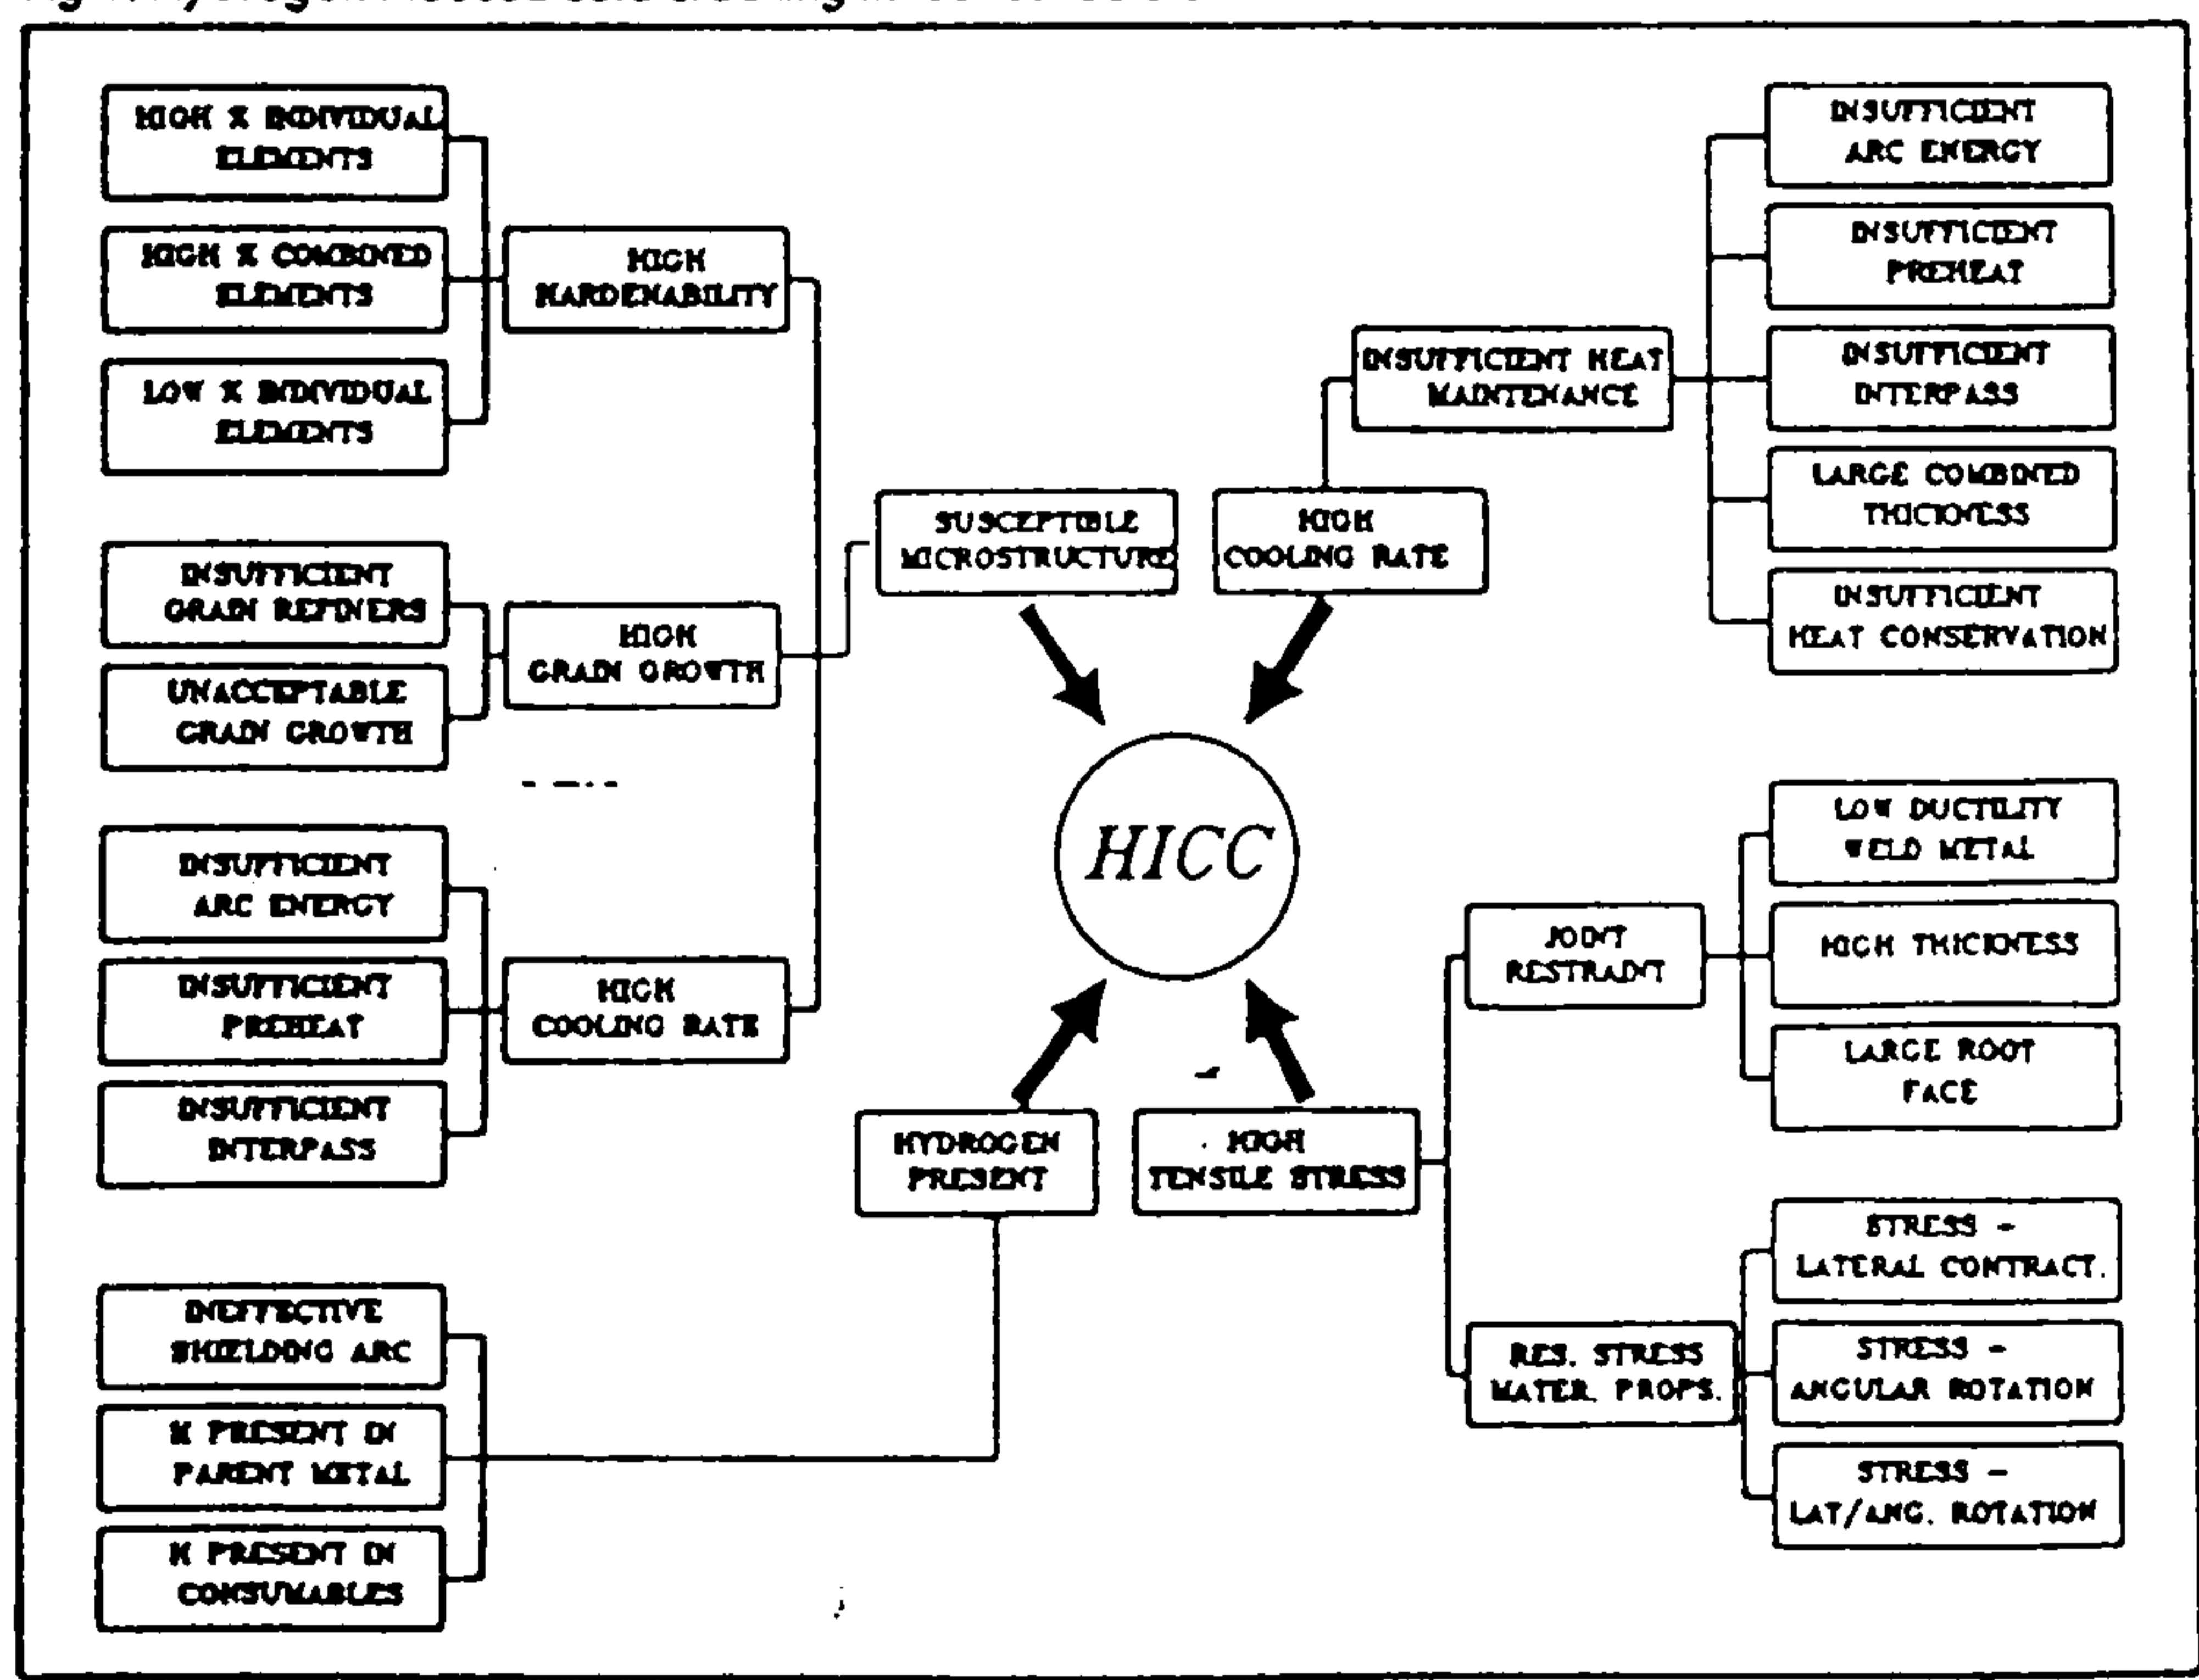 HIGH % INDIVIDUAL
ELEMENTS
HIGH % COMBINED
ELEMENTS
LOW % INDIVIDUAL
ELEMENTS
HIGH
HARDENABILITY
INSUFFICIENT
GRAIN REFINERS
UNACCEPTABLE
GRAIN GROWTH
HIGH
GRAIN GROWTH
INSUFFICIENT
ARC ENERGY
INSUFFICIENT
PREHEAT
INSUFFICIENT
INTERPASS
HIGH
COOLING RATE
SUSCEPTIBLE
MICROSTRUCTURE
HIGH
COOLING RATE
INSUFFICIENT HEAT
MAINTENANCE
INSUFFICIENT
ARC ENERGY
INSUFFICIENT
PREHEAT
INSUFFICIENT
INTERPASS
LARGE COMBINED
THICKNESS
INSUFFICIENT
HEAT CONSERVATION
HICC
INEFFECTIVE
SHIELDING ARC
H PRESENT IN
PARENT METAL
H PRESENT IN
CONSUMABLES
HYDROGEN
PRESENT
HIGH
TENSILE STRESS
JOINT
RESTRAINT
LOW DUCTILITY
WELD METAL
HIGH THICKNESS
LARGE ROOT
FACE
RES. STRESS
MATER. PROPS.
STRESS -
LATERAL CONTRACT.
STRESS -
ANGULAR ROTATION
STRESS -
LAT/ANG. ROTATION